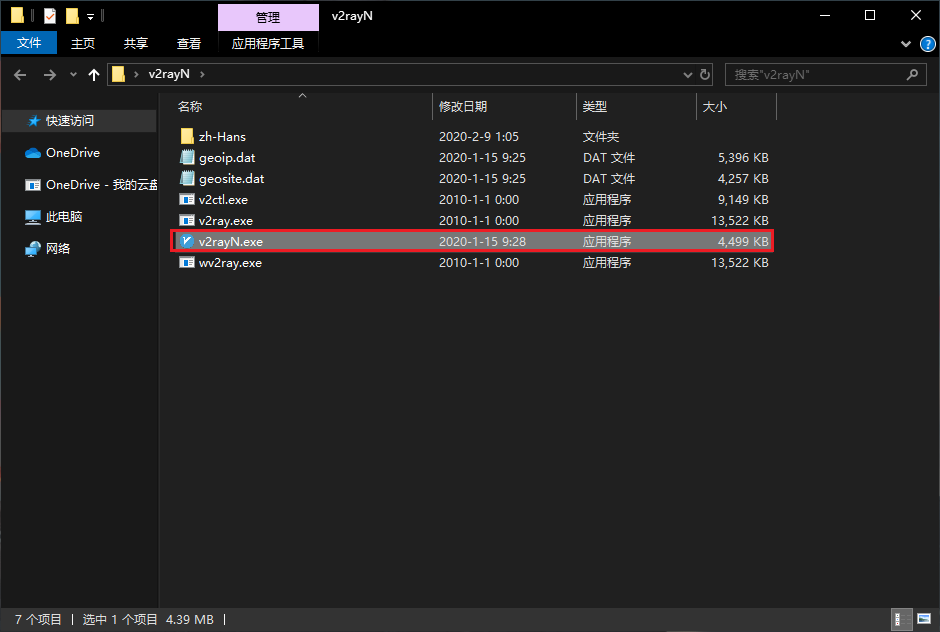 管理 v2rayN
文件 主页 共享 查看 应用程序工具
v2rayN 搜索"v2rayN"
名称 修改日期 类型 大小
快速访问
OneDrive
OneDrive - 我的云盘
此电脑
网络
zh-Hans 2020-2-9 1:05 文件夹
geoip.dat 2020-1-15 9:25 DAT 文件 5,396 KB
geosite.dat 2020-1-15 9:25 DAT 文件 4,257 KB
v2ctl.exe 2010-1-1 0:00 应用程序 9,149 KB
v2ray.exe 2010-1-1 0:00 应用程序 13,522 KB
v2rayN.exe 2020-1-15 9:28 应用程序 4,499 KB
wv2ray.exe 2010-1-1 0:00 应用程序 13,522 KB
7 个项目 选中 1 个项目 4.39 MB